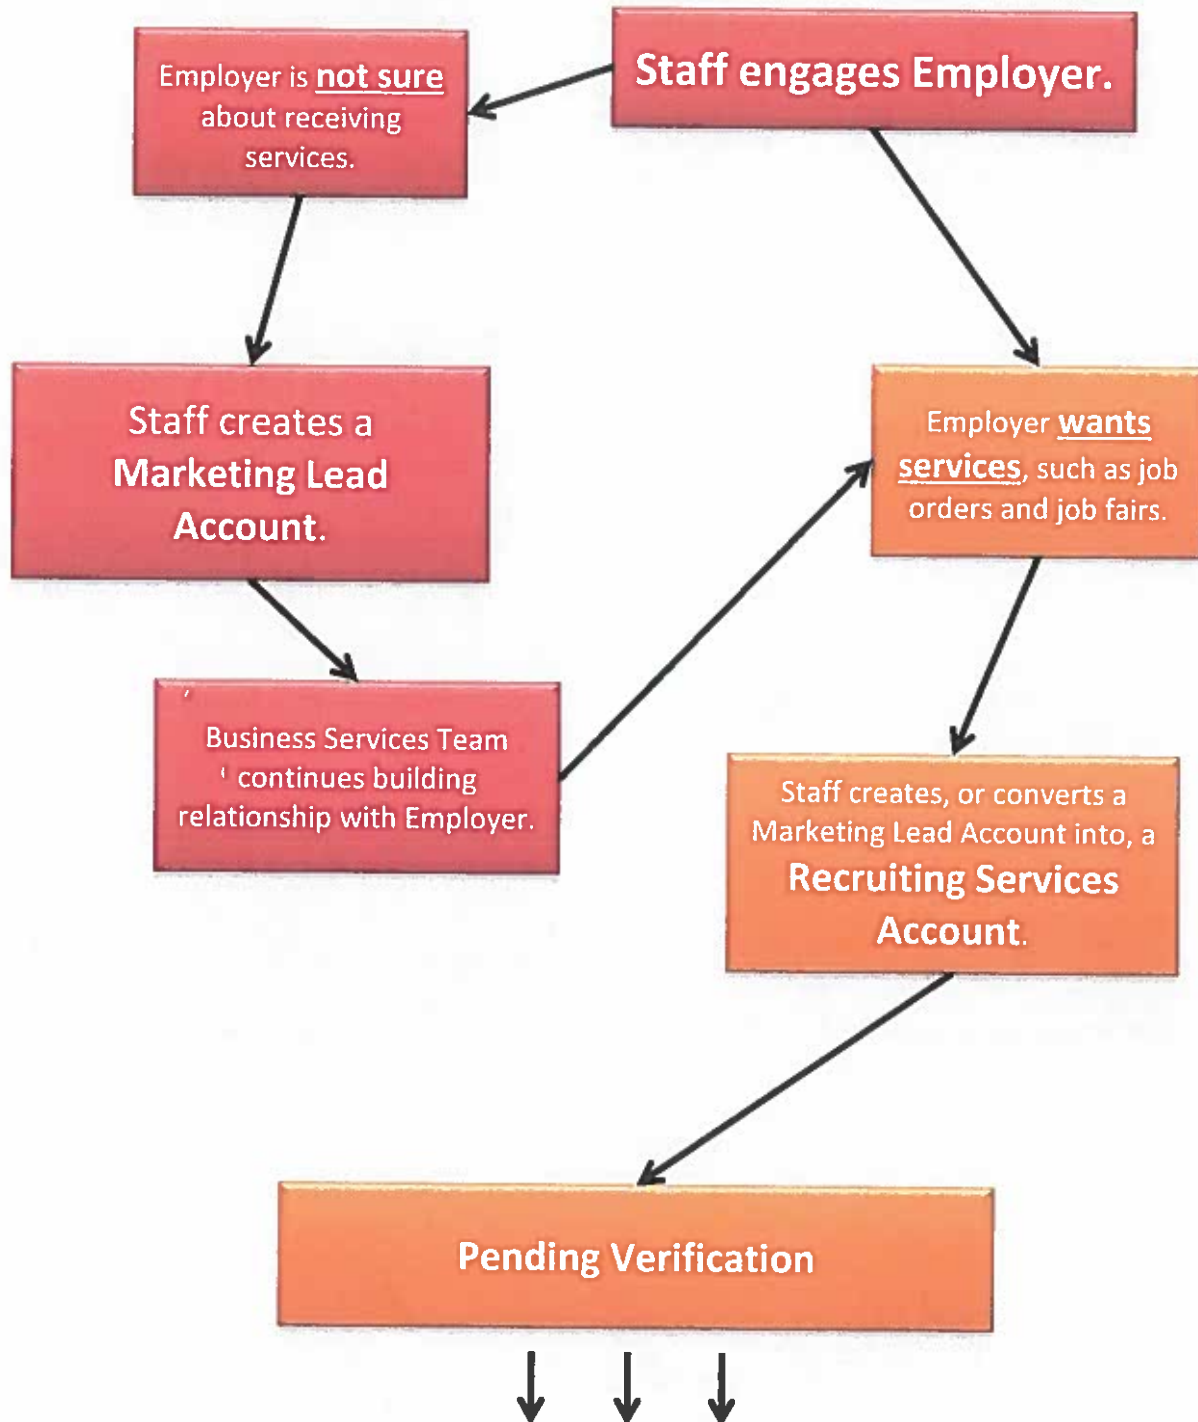 Staff engages Employer.
Employer is not sure
about receiving
services.
Staff creates a
Marketing Lead
Account.
Business Services Team
continues building
relationship with Employer.
Employer wants
services, such as job
orders and job fairs.
Staff creates, or converts a
Marketing Lead Account into, a
Recruiting Services
Account.
Pending Verification